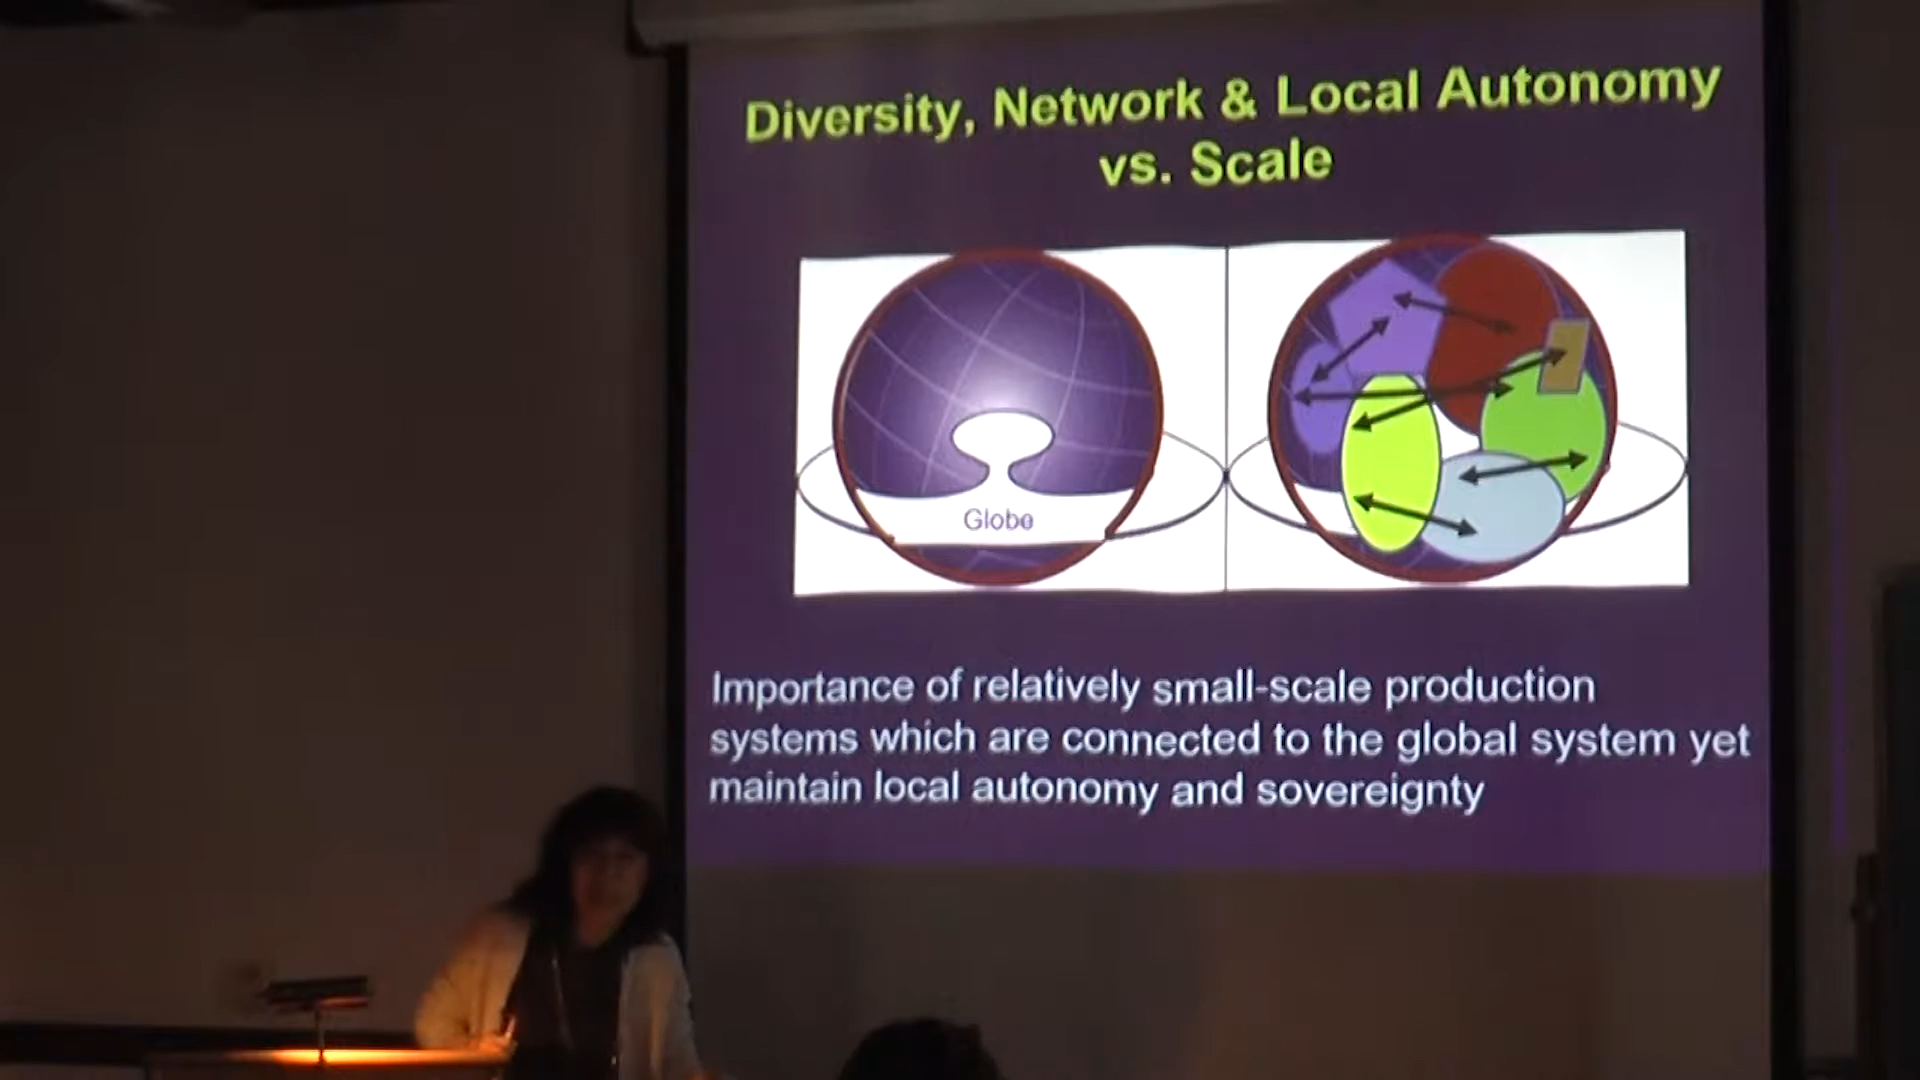 Diversity, Network & Local Autonomy
vs. Scale
Globe
Importance of relatively small-scale production
systems which are connected to the global system yet
maintain local autonomy and sovereignty